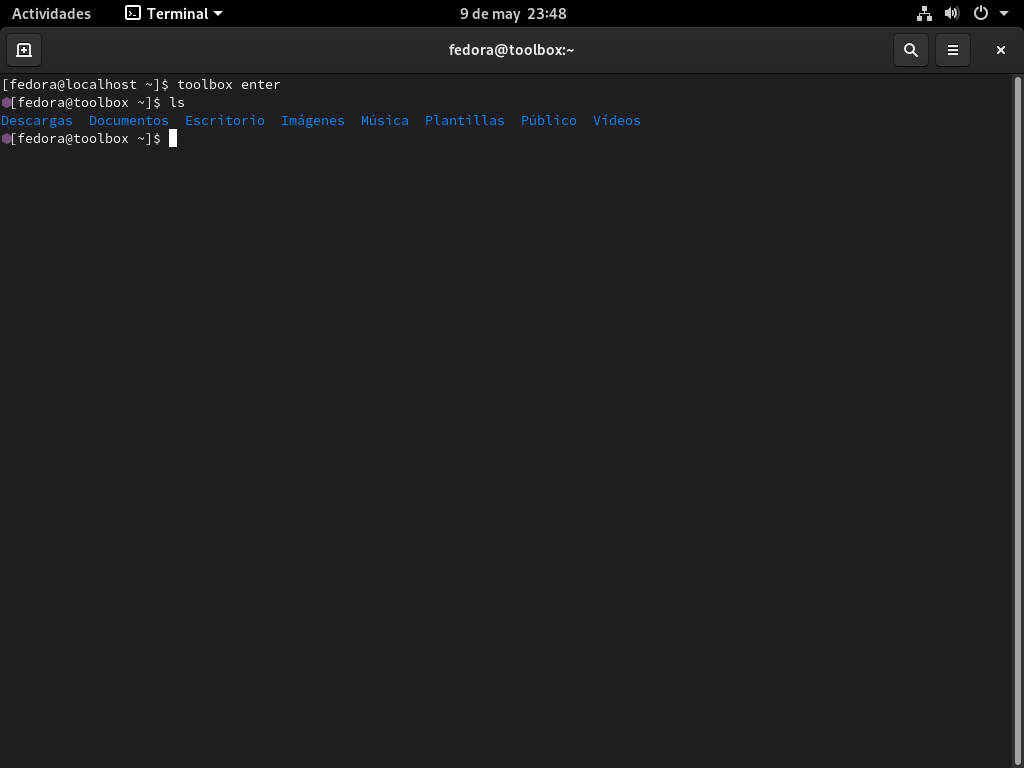 Actividades Terminal 9 de may 23:48
fedora@toolbox:~
[fedora@localhost ~]$ toolbox enter
[fedora@toolbox ~]$ ls
Descargas Documentos Escritorio Imágenes Música Plantillas Público Vídeos
[fedora@toolbox ~]$